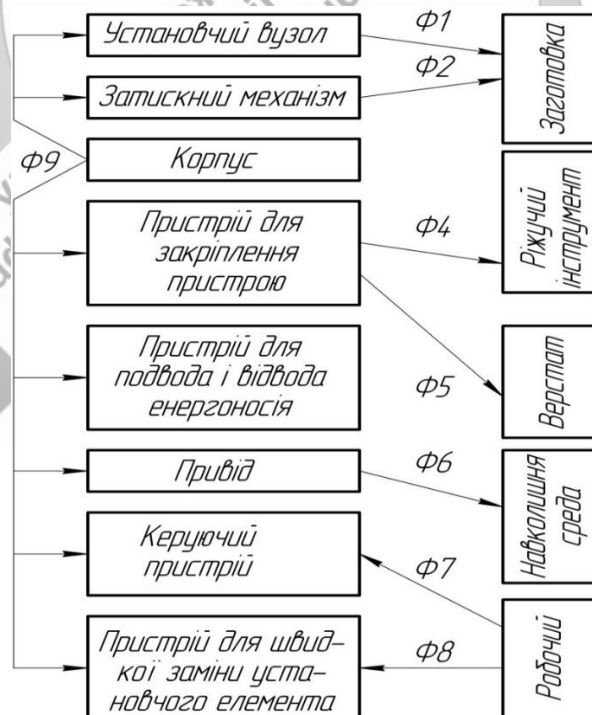 Установчий вузол
Ф1
Затискний механізм
Ф2
Заготовка
Ф9
Корпус
Пристрій для
закріплення
пристрою
Ф4
Ріжучий
інструмент
Пристрій для
подвода і відвода
енергоносія
Ф5
Верстат
Привід
Ф6
Навколишня
среда
Керуючий
пристрій
Ф7
Пристрій для швид-
кої заміни уста-
новчого елемента
Ф8
Робочий